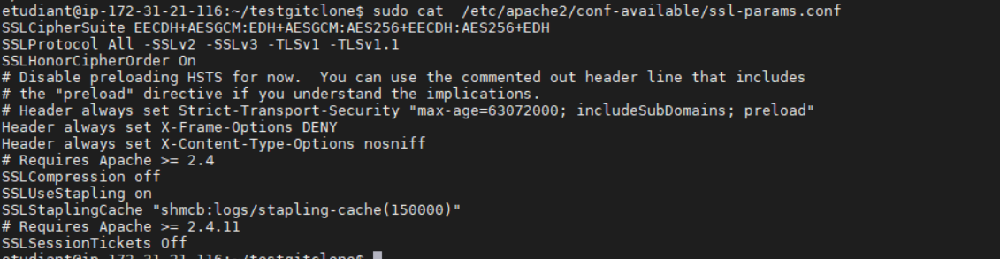 etudiant@ip-172-31-21-116:~/testgitclone$ sudo cat  /etc/apache2/conf-available/ssl-params.conf
SSLCipherSuite EECDH+AESGCM:EDH+AESGCM:AES256+EECDH:AES256+EDH
SSLProtocol All -SSLv2 -SSLv3 -TLSv1 -TLSv1.1
SSLHonorCipherOrder On
# Disable preloading HSTS for now.  You can use the commented out header line that includes
# the "preload" directive if you understand the implications.
# Header always set Strict-Transport-Security "max-age=63072000; includeSubDomains; preload"
Header always set X-Frame-Options DENY
Header always set X-Content-Type-Options nosniff
# Requires Apache >= 2.4
SSLCompression off
SSLUseStapling on
SSLStaplingCache "shmcb:logs/stapling-cache(150000)"
# Requires Apache >= 2.4.11
SSLSessionTickets Off
etudiant@ip-172-31-21-116:~/testgitclone$